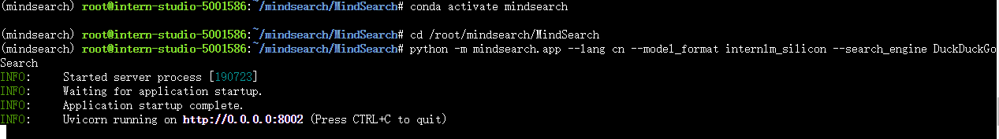 (mindsearch) root@intern-studio-5001586:~/mindsearch/MindSearch# conda activate mindsearch
(mindsearch) root@intern-studio-5001586:~/mindsearch/MindSearch# cd /root/mindsearch/MindSearch
(mindsearch) root@intern-studio-5001586:~/mindsearch/MindSearch# python -m mindsearch.app --lang cn --model_format internlm_silicon --search_engine DuckDuckGo
Search
INFO:     Started server process [190723]
INFO:     Waiting for application startup.
INFO:     Application startup complete.
INFO:     Uvicorn running on http://0.0.0.0:8002 (Press CTRL+C to quit)